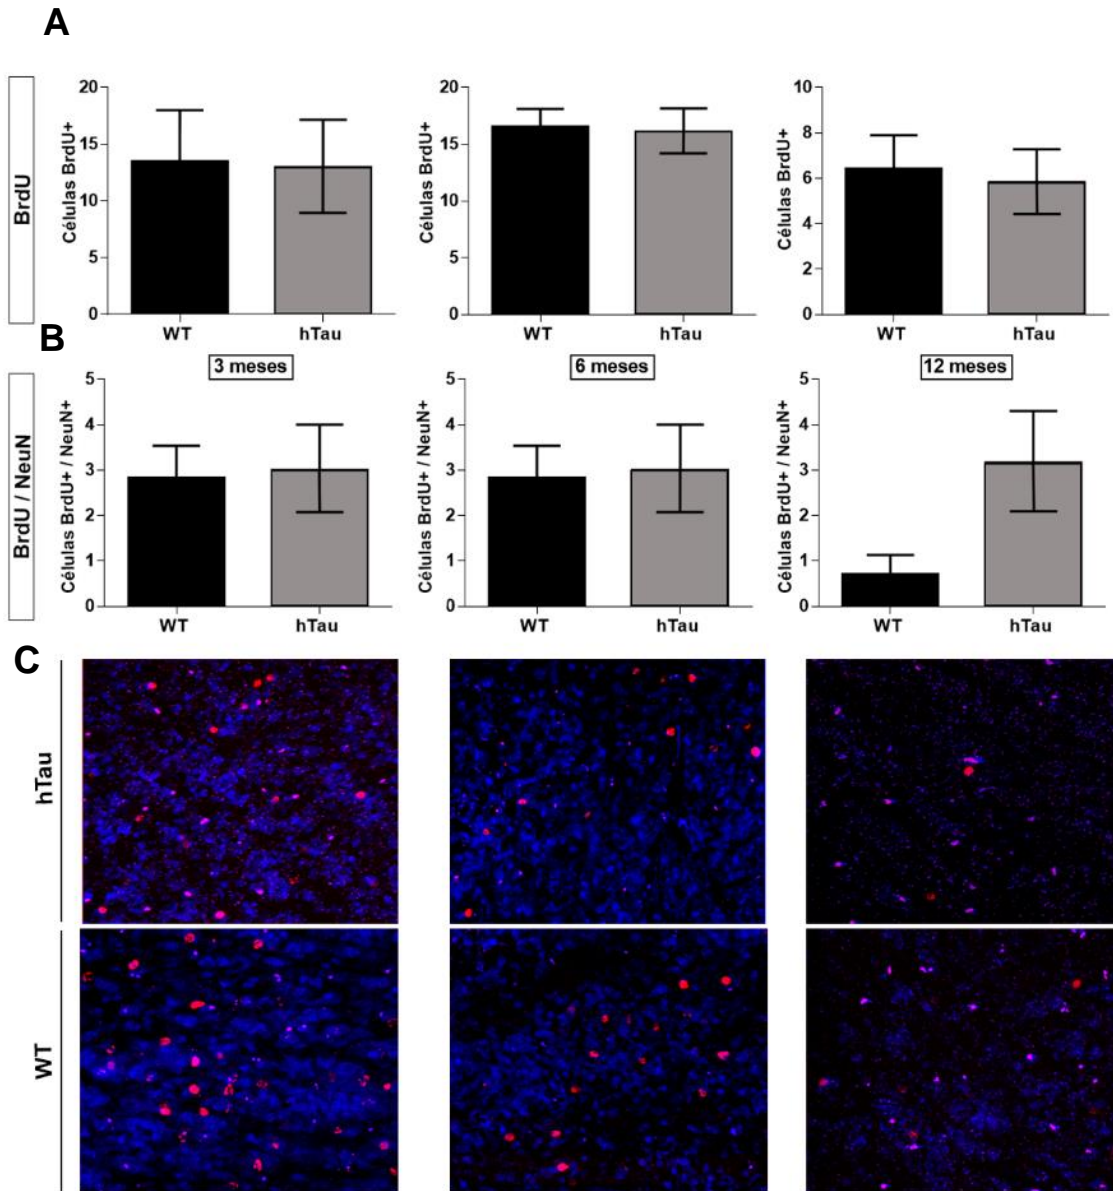 A
BrdU
Células BrdU+
20
15
10
5
0
WT
hTau
Células BrdU+
20
15
10
5
0
WT
hTau
Células BrdU+
10
8
6
4
2
0
WT
hTau
B
3 meses
6 meses
12 meses
BrdU / NeuN
Células BrdU+ / NeuN+
5
4
3
2
1
0
WT
hTau
Células BrdU+ / NeuN+
5
4
3
2
1
0
WT
hTau
Células BrdU+ / NeuN+
5
4
3
2
1
0
WT
hTau
C
hTau
WT